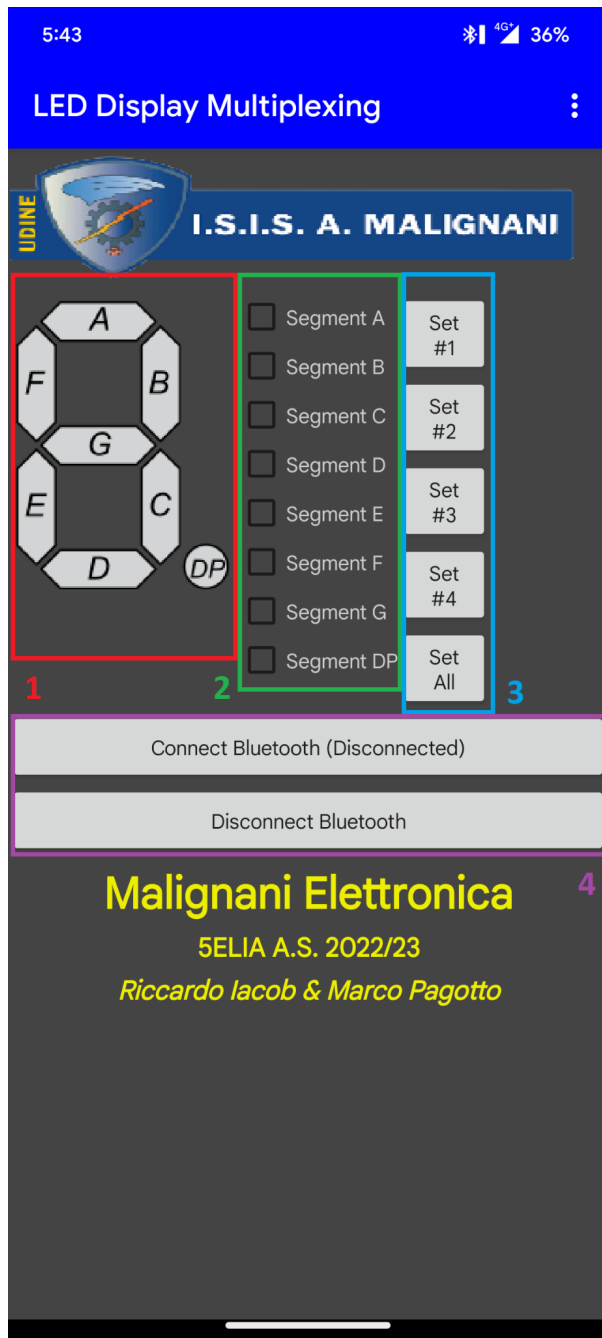 5:43 4G+ 36%
LED Display Multiplexing
UDINE
I.S.I.S. A. MALIGNANI
A
F
B
G
E
C
D
DP
1
Segment A
Segment B
Segment C
Segment D
Segment E
Segment F
Segment G
Segment DP
2
Set
#1
Set
#2
Set
#3
Set
#4
Set
All
3
Connect Bluetooth (Disconnected)
Disconnect Bluetooth
4
Malignani Elettronica
5ELIA A.S. 2022/23
Riccardo Iacob & Marco Pagotto